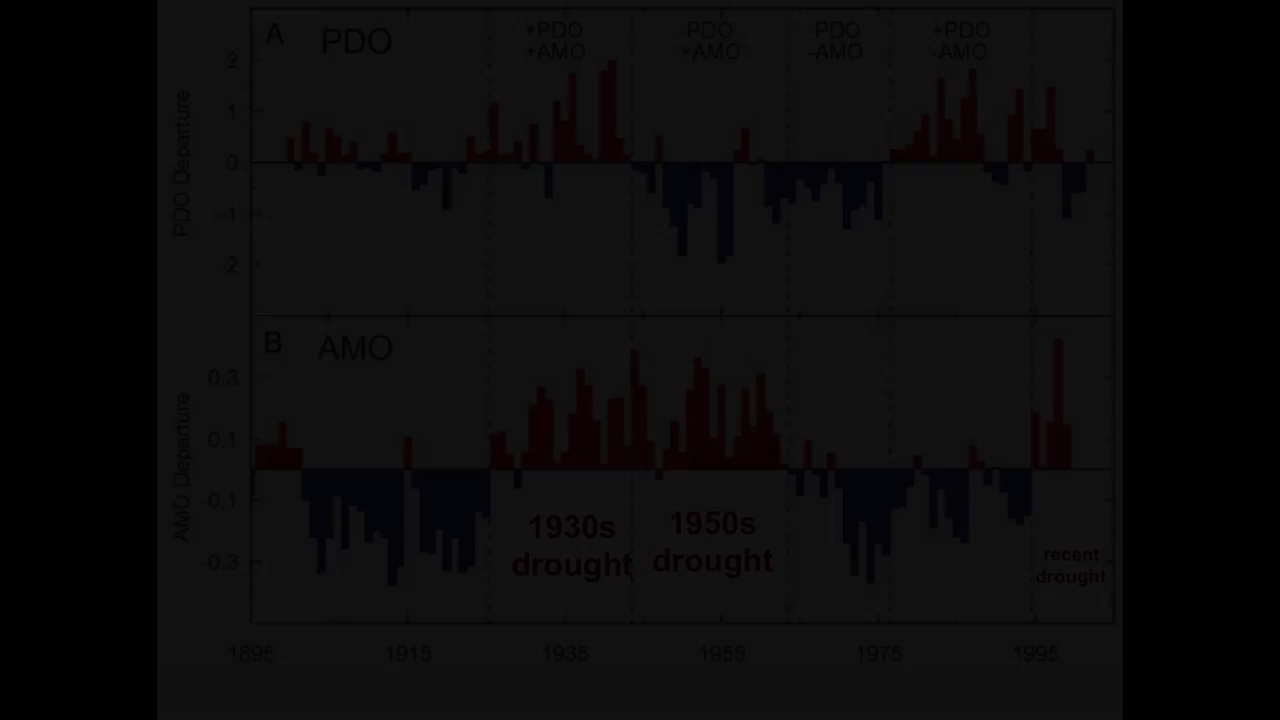 A
PDO
+PDO
+AMO
-PDO
+AMO
-PDO
-AMO
+PDO
-AMO
PDO Departure
2
1
0
-1
-2
B
AMO
AMO Departure
0.3
0.1
-0.1
-0.3
1930s
drought
1950s
drought
recent
drought
1895
1915
1935
1955
1975
1995